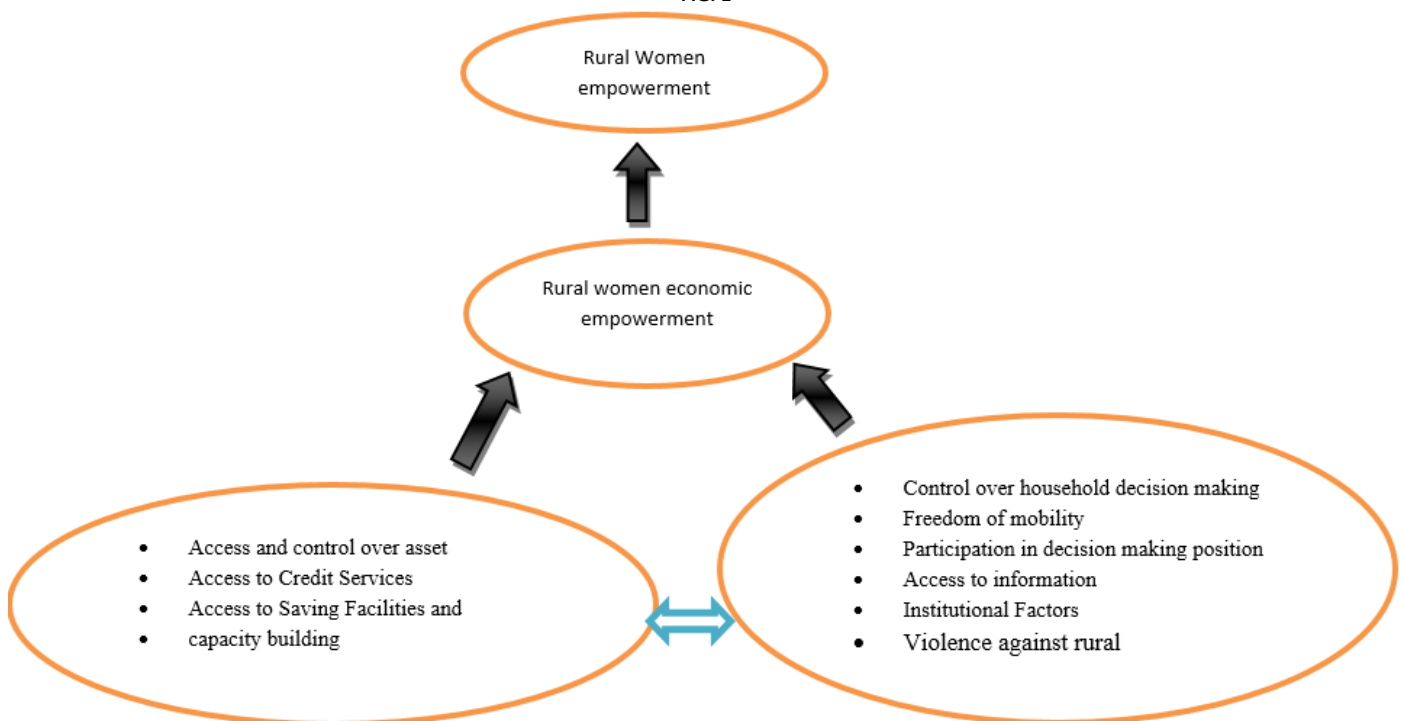 Rural Women
empowerment
Rural women economic
empowerment
• Access and control over asset
• Access to Credit Services
• Access to Saving Facilities and
• capacity building
• Control over household decision making
• Freedom of mobility
• Participation in decision making position
• Access to information
• Institutional Factors
• Violence against rural